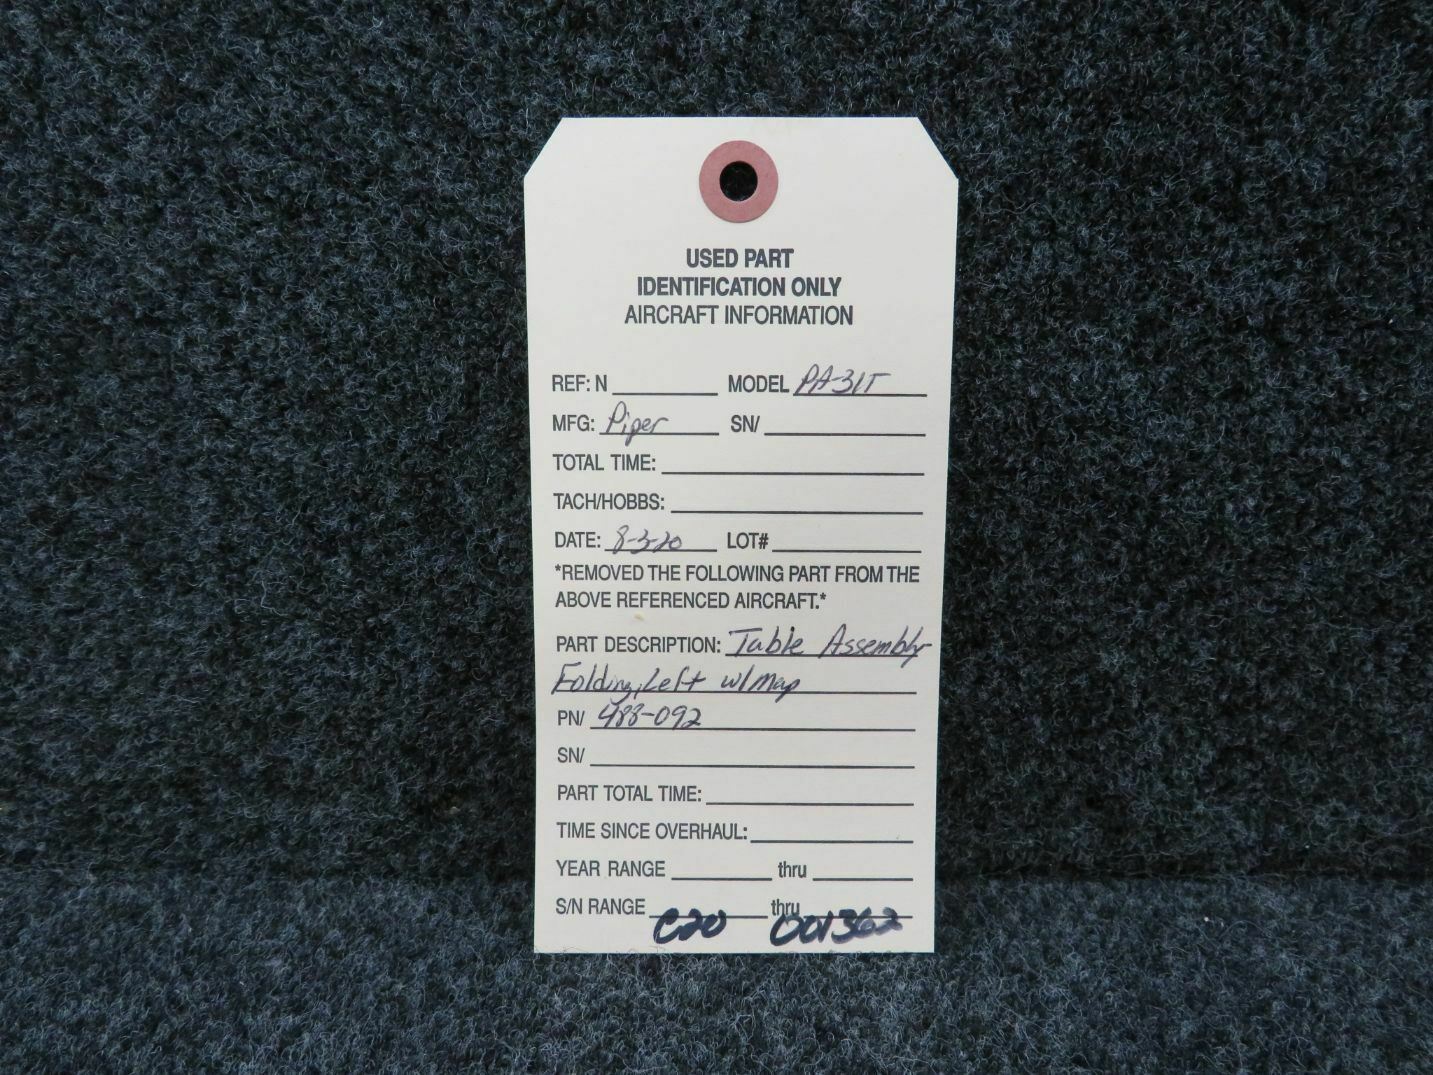 USED PART
IDENTIFICATION ONLY
AIRCRAFT INFORMATION
REF: N MODEL PA-31T
MFG: Piper SN/
TOTAL TIME:
TACH/HOBBS:
DATE: 8-3-20 LOT#
*REMOVED THE FOLLOWING PART FROM THE
ABOVE REFERENCED AIRCRAFT.*
PART DESCRIPTION: Table Assembly
Folding, Left w/ Map
PN/ 488-092
SN/
PART TOTAL TIME:
TIME SINCE OVERHAUL:
YEAR RANGE thru
S/N RANGE thru
C20 001362